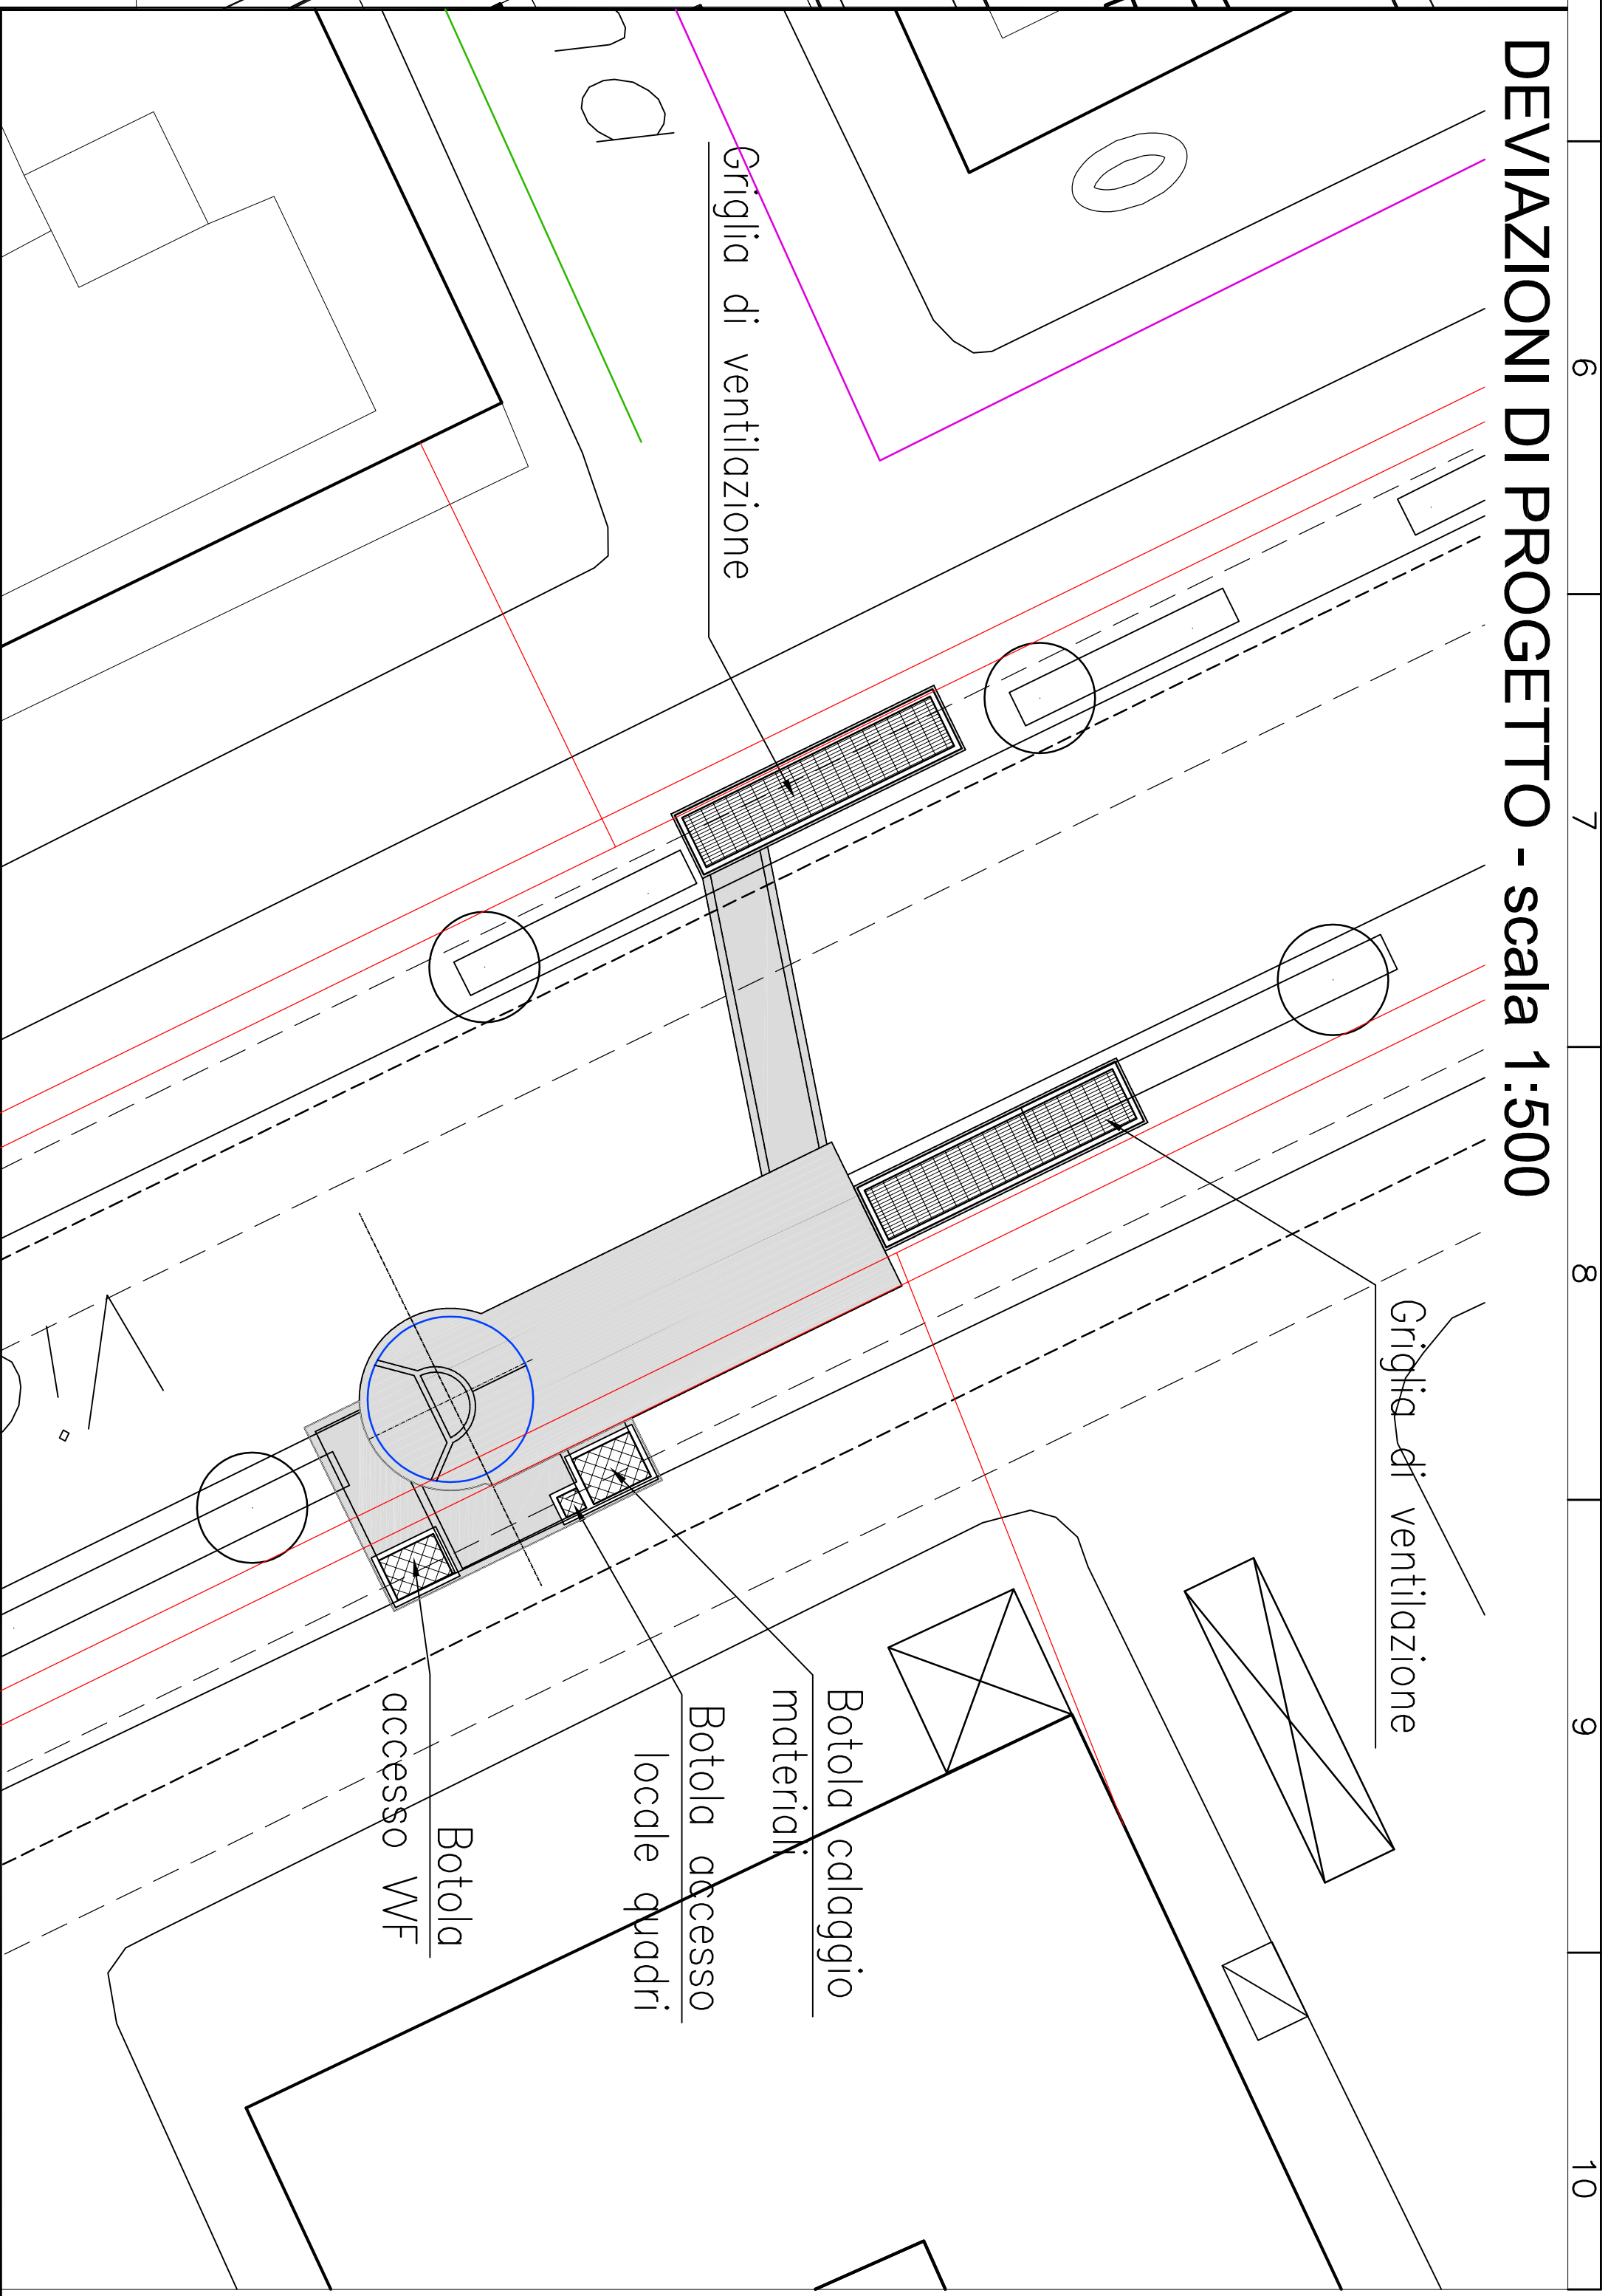 6
7
8
9
10
DEVIAZIONI DI PROGETTO - scala 1:500
Griglia di ventilazione
Griglia di ventilazione
Botola calaggio
materiali
Botola accesso
locale quadri
Botola
accesso VVF